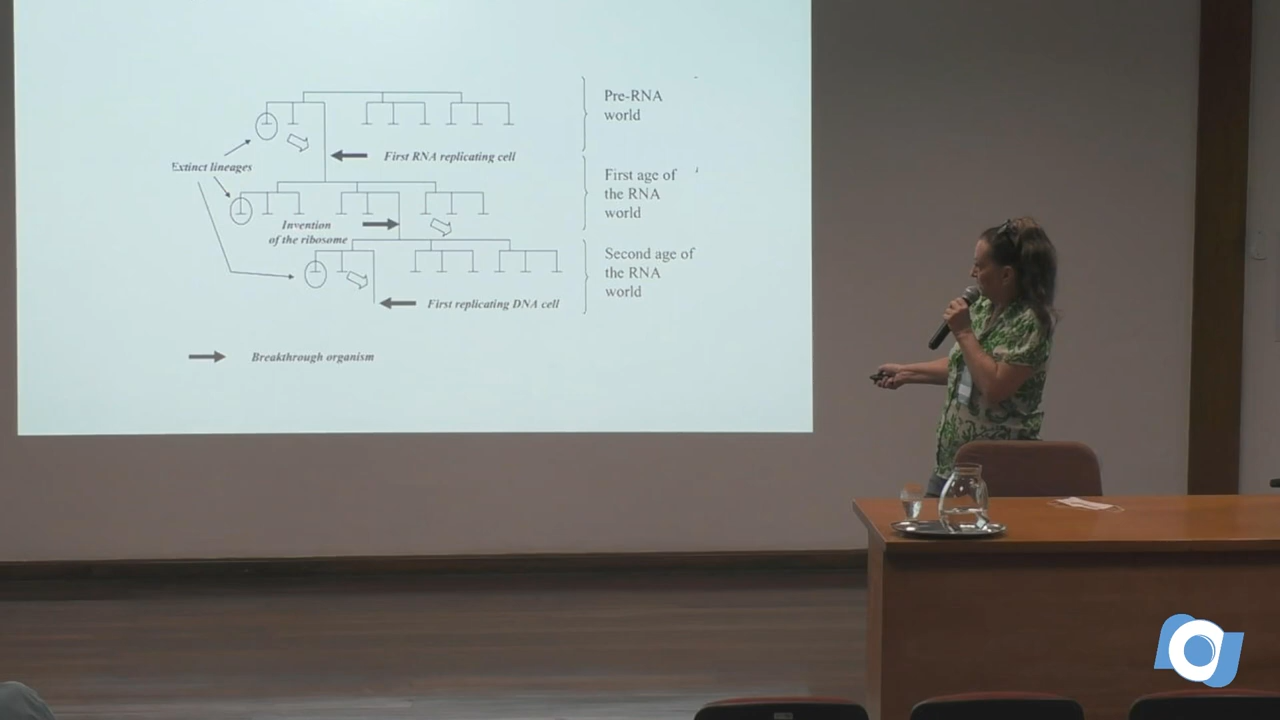 Pre-RNA
world
First RNA replicating cell
Extinct lineages
First age of
the RNA
world
Invention
of the ribosome
Second age of
the RNA
world
First replicating DNA cell
Breakthrough organism